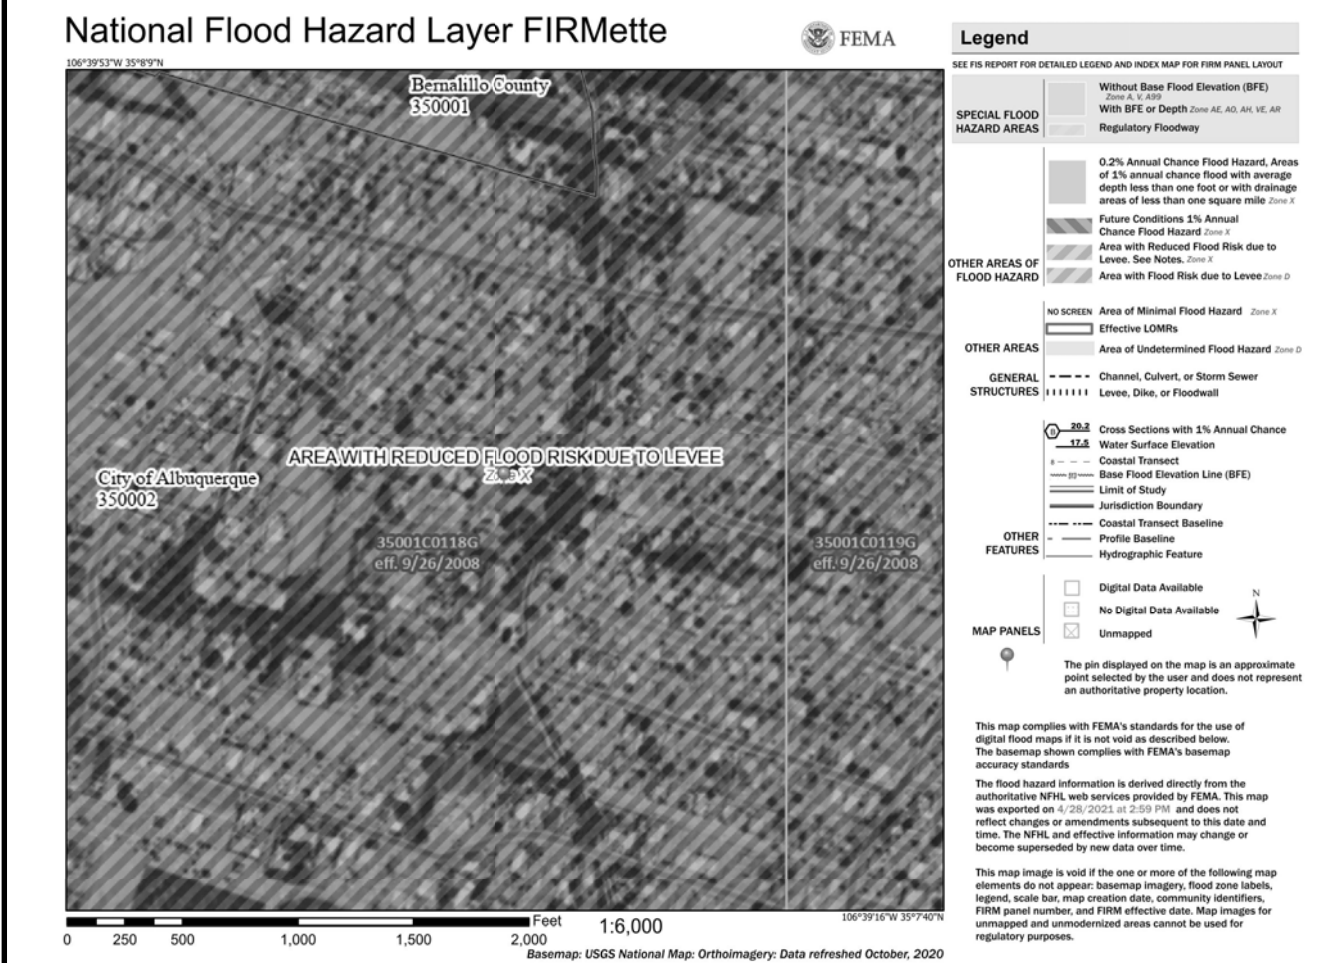 National Flood Hazard Layer FIRMette
FEMA
106°39'53"W 35°8'9"N
Bernalillo County
350001
AREA WITH REDUCED FLOOD RISK DUE TO LEVEE
Zone X
City of Albuquerque
350002
35001C0118G
eff. 9/26/2008
35001C0119G
eff. 9/26/2008
106°39'16"W 35°7'40"N
Feet
1:6,000
0
250
500
1,000
1,500
2,000
Basemap: USGS National Map: Orthoimagery: Data refreshed October, 2020
Legend
SEE FIS REPORT FOR DETAILED LEGEND AND INDEX MAP FOR FIRM PANEL LAYOUT
SPECIAL FLOOD
HAZARD AREAS
Without Base Flood Elevation (BFE)
Zone A, V, A99
With BFE or Depth Zone AE, AO, AH, VE, AR
Regulatory Floodway
0.2% Annual Chance Flood Hazard, Areas
of 1% annual chance flood with average
depth less than one foot or with drainage
areas of less than one square mile Zone X
Future Conditions 1% Annual
Chance Flood Hazard Zone X
Area with Reduced Flood Risk due to
Levee. See Notes. Zone X
OTHER AREAS OF
FLOOD HAZARD
Area with Flood Risk due to Levee Zone D
NO SCREEN Area of Minimal Flood Hazard Zone X
Effective LOMRs
OTHER AREAS
Area of Undetermined Flood Hazard Zone D
GENERAL
STRUCTURES
Channel, Culvert, or Storm Sewer
Levee, Dike, or Floodwall
B 20.2 Cross Sections with 1% Annual Chance
17.5 Water Surface Elevation
8 Coastal Transect
513 Base Flood Elevation Line (BFE)
Limit of Study
Jurisdiction Boundary
Coastal Transect Baseline
OTHER
FEATURES
Profile Baseline
Hydrographic Feature
Digital Data Available
No Digital Data Available
N
MAP PANELS
Unmapped
The pin displayed on the map is an approximate
point selected by the user and does not represent
an authoritative property location.
This map complies with FEMA's standards for the use of
digital flood maps if it is not void as described below.
The basemap shown complies with FEMA's basemap
accuracy standards
The flood hazard information is derived directly from the
authoritative NFHL web services provided by FEMA. This map
was exported on 4/28/2021 at 2:59 PM and does not
reflect changes or amendments subsequent to this date and
time. The NFHL and effective information may change or
become superseded by new data over time.
This map image is void if the one or more of the following map
elements do not appear: basemap imagery, flood zone labels,
legend, scale bar, map creation date, community identifiers,
FIRM panel number, and FIRM effective date. Map images for
unmapped and unmodernized areas cannot be used for
regulatory purposes.